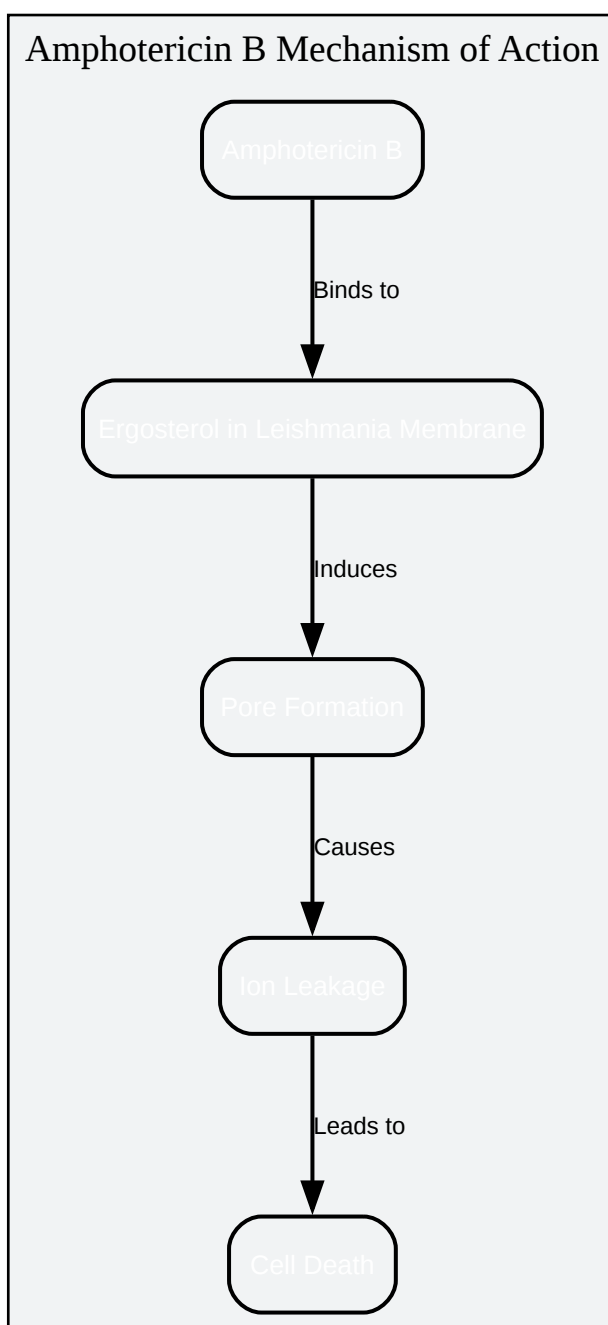 Amphotericin B Mechanism of Action
Amphotericin B
Binds to
Ergosterol in Leishmania Membrane
Induces
Pore Formation
Causes
Ion Leakage
Leads to
Cell Death